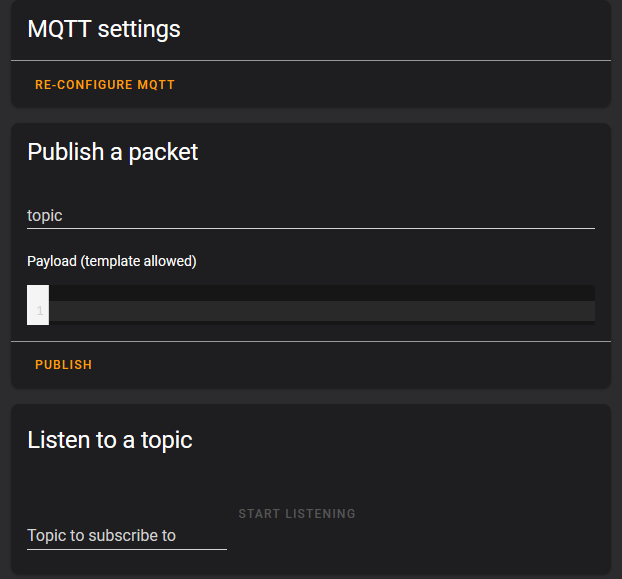 MQTT settings
RE-CONFIGURE MQTT
Publish a packet
topic
Payload (template allowed)
1
PUBLISH
Listen to a topic
START LISTENING
Topic to subscribe to